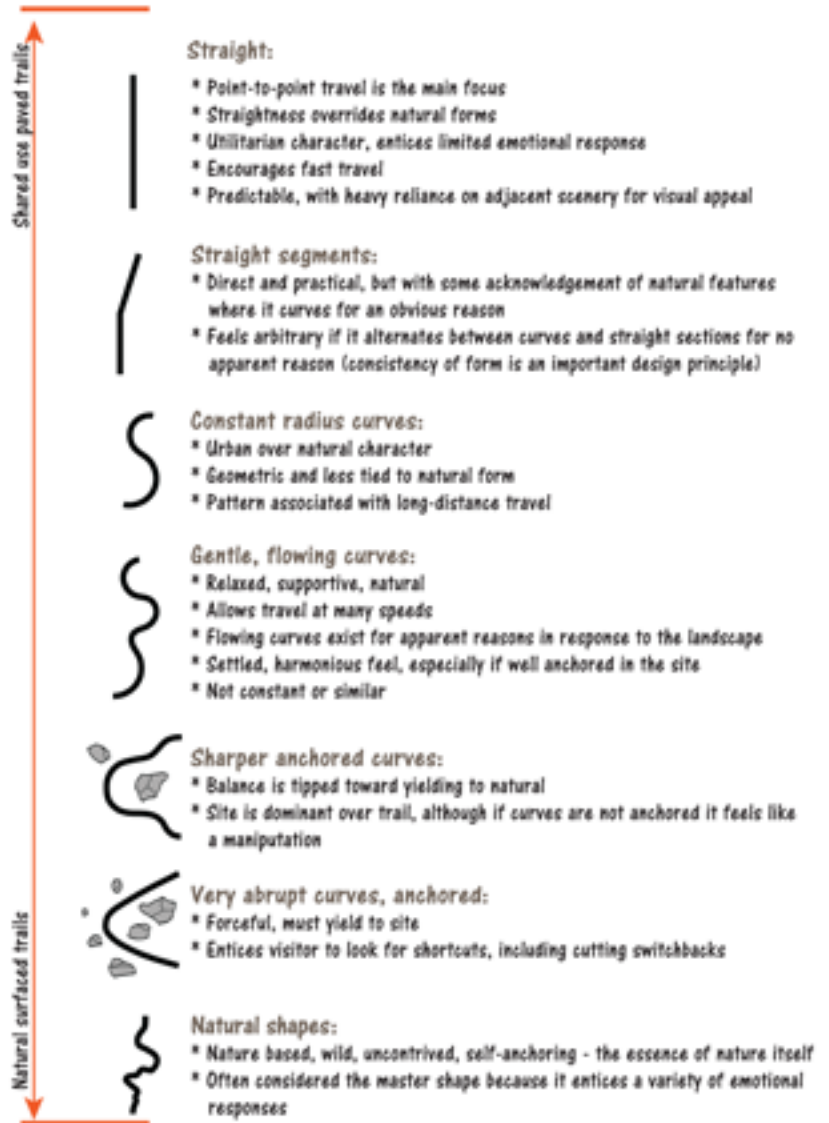 Shared use paved trails
Straight:
* Point-to-point travel is the main focus
* Straightness overrides natural forms
* Utilitarian character, entices limited emotional response
* Encourages fast travel
* Predictable, with heavy reliance on adjacent scenery for visual appeal
Straight segments:
* Direct and practical, but with some acknowledgement of natural features
where it curves for an obvious reason
* Feels arbitrary if it alternates between curves and straight sections for no
apparent reason (consistency of form is an important design principle)
Constant radius curves:
* Urban over natural character
* Geometric and less tied to natural form
* Pattern associated with long-distance travel
Gentle, flowing curves:
* Relaxed, supportive, natural
* Allows travel at many speeds
* Flowing curves exist for apparent reasons in response to the landscape
* Settled, harmonious feel, especially if well anchored in the site
* Not constant or similar
Sharper anchored curves:
* Balance is tipped toward yielding to natural
* Site is dominant over trail, although if curves are not anchored it feels like
a manipulation
Very abrupt curves, anchored:
* Forceful, must yield to site
* Entices visitor to look for shortcuts, including cutting switchbacks
Natural surfaced trails
Natural shapes:
* Nature based, wild, uncontrived, self-anchoring - the essence of nature itself
* Often considered the master shape because it entices a variety of emotional
responses